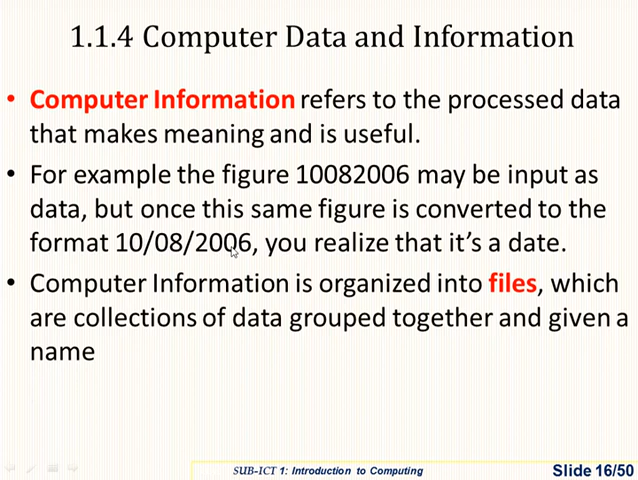 1.1.4 Computer Data and Information
• Computer Information refers to the processed data
that makes meaning and is useful.
• For example the figure 10082006 may be input as
data, but once this same figure is converted to the
format 10/08/2006, you realize that it's a date.
• Computer Information is organized into files, which
are collections of data grouped together and given a
name
SUB-ICT 1: Introduction to Computing
Slide 16/50